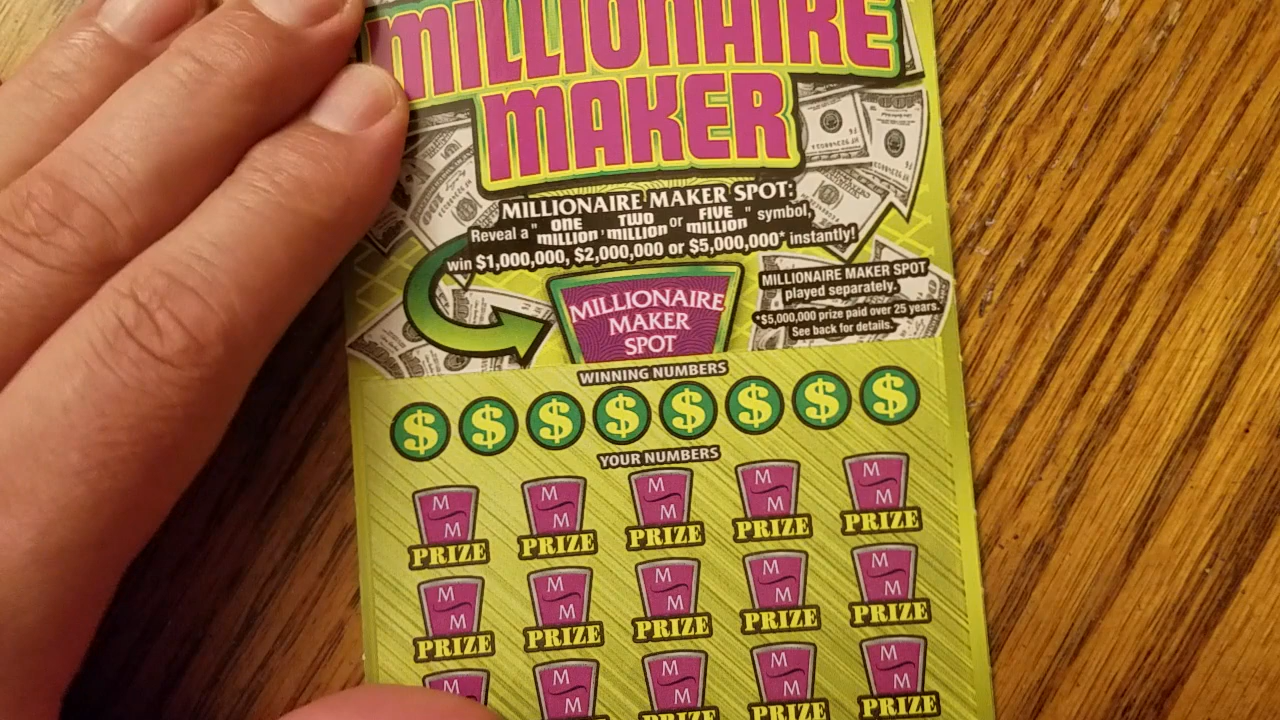 MILLIONAIRE
MAKER
MILLIONAIRE MAKER SPOT:
Reveal a "ONE MILLION", "TWO MILLION" or "FIVE MILLION" symbol,
win $1,000,000, $2,000,000 or $5,000,000* instantly!
MILLIONAIRE
MAKER
SPOT
MILLIONAIRE MAKER SPOT
played separately.
*$5,000,000 prize paid over 25 years.
See back for details.
WINNING NUMBERS
$ $ $ $ $ $ $ $
YOUR NUMBERS
M M M M M
M M M M M
PRIZE PRIZE PRIZE PRIZE PRIZE
M M M M M
M M M M M
PRIZE PRIZE PRIZE PRIZE PRIZE
M M M M M
M M M M
PRIZE PRIZE PRIZE